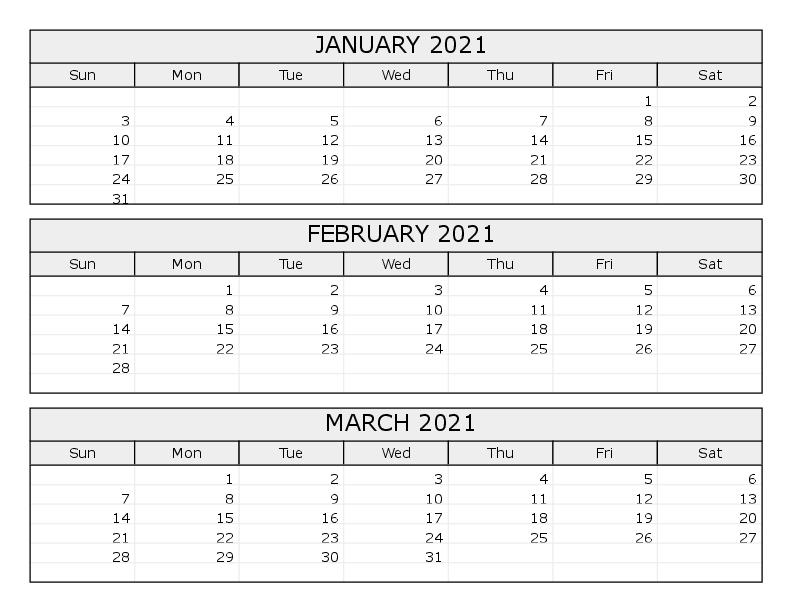 JANUARY 2021
Sun Mon Tue Wed Thu Fri Sat
1 2
3 4 5 6 7 8 9
10 11 12 13 14 15 16
17 18 19 20 21 22 23
24 25 26 27 28 29 30
31
FEBRUARY 2021
Sun Mon Tue Wed Thu Fri Sat
1 2 3 4 5 6
7 8 9 10 11 12 13
14 15 16 17 18 19 20
21 22 23 24 25 26 27
28
MARCH 2021
Sun Mon Tue Wed Thu Fri Sat
1 2 3 4 5 6
7 8 9 10 11 12 13
14 15 16 17 18 19 20
21 22 23 24 25 26 27
28 29 30 31